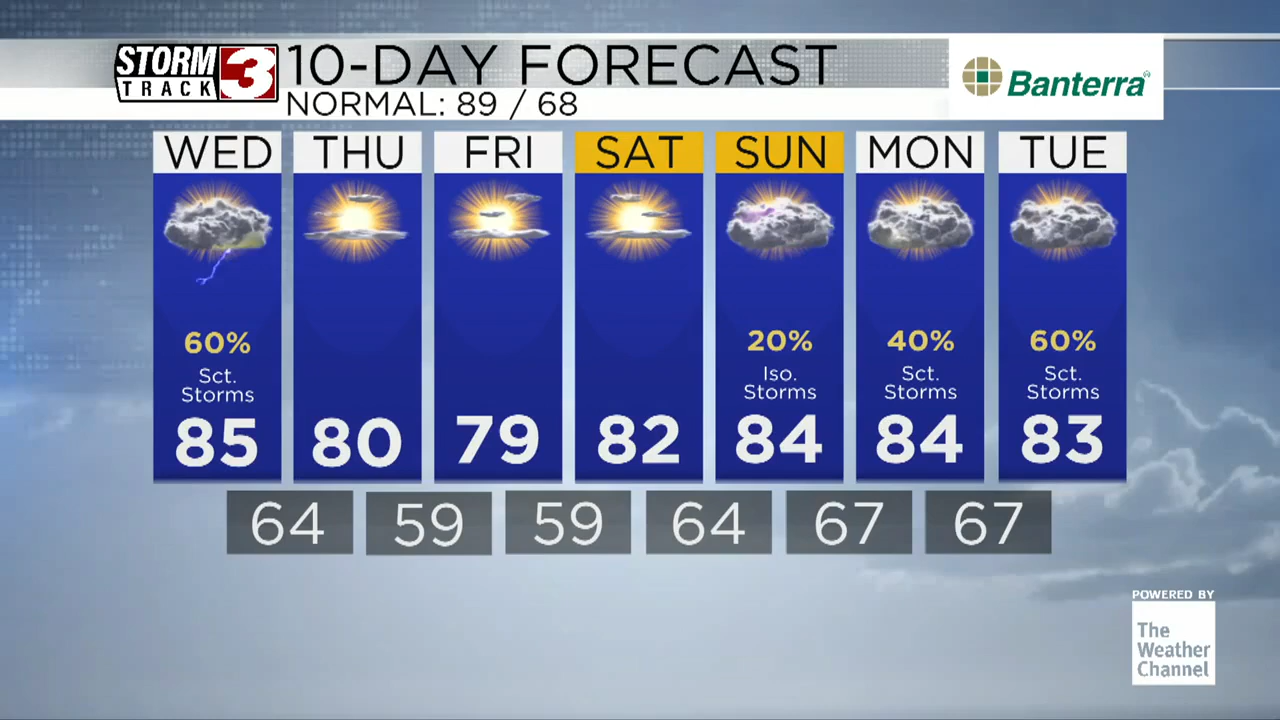 STORM
TRACK 3
10-DAY FORECAST
NORMAL: 89 / 68
Banterra
WED THU FRI SAT SUN MON TUE
60% 20% 40% 60%
Sct. Iso. Sct. Sct.
Storms Storms Storms Storms
85 80 79 82 84 84 83
64 59 59 64 67 67
POWERED BY
The
Weather
Channel